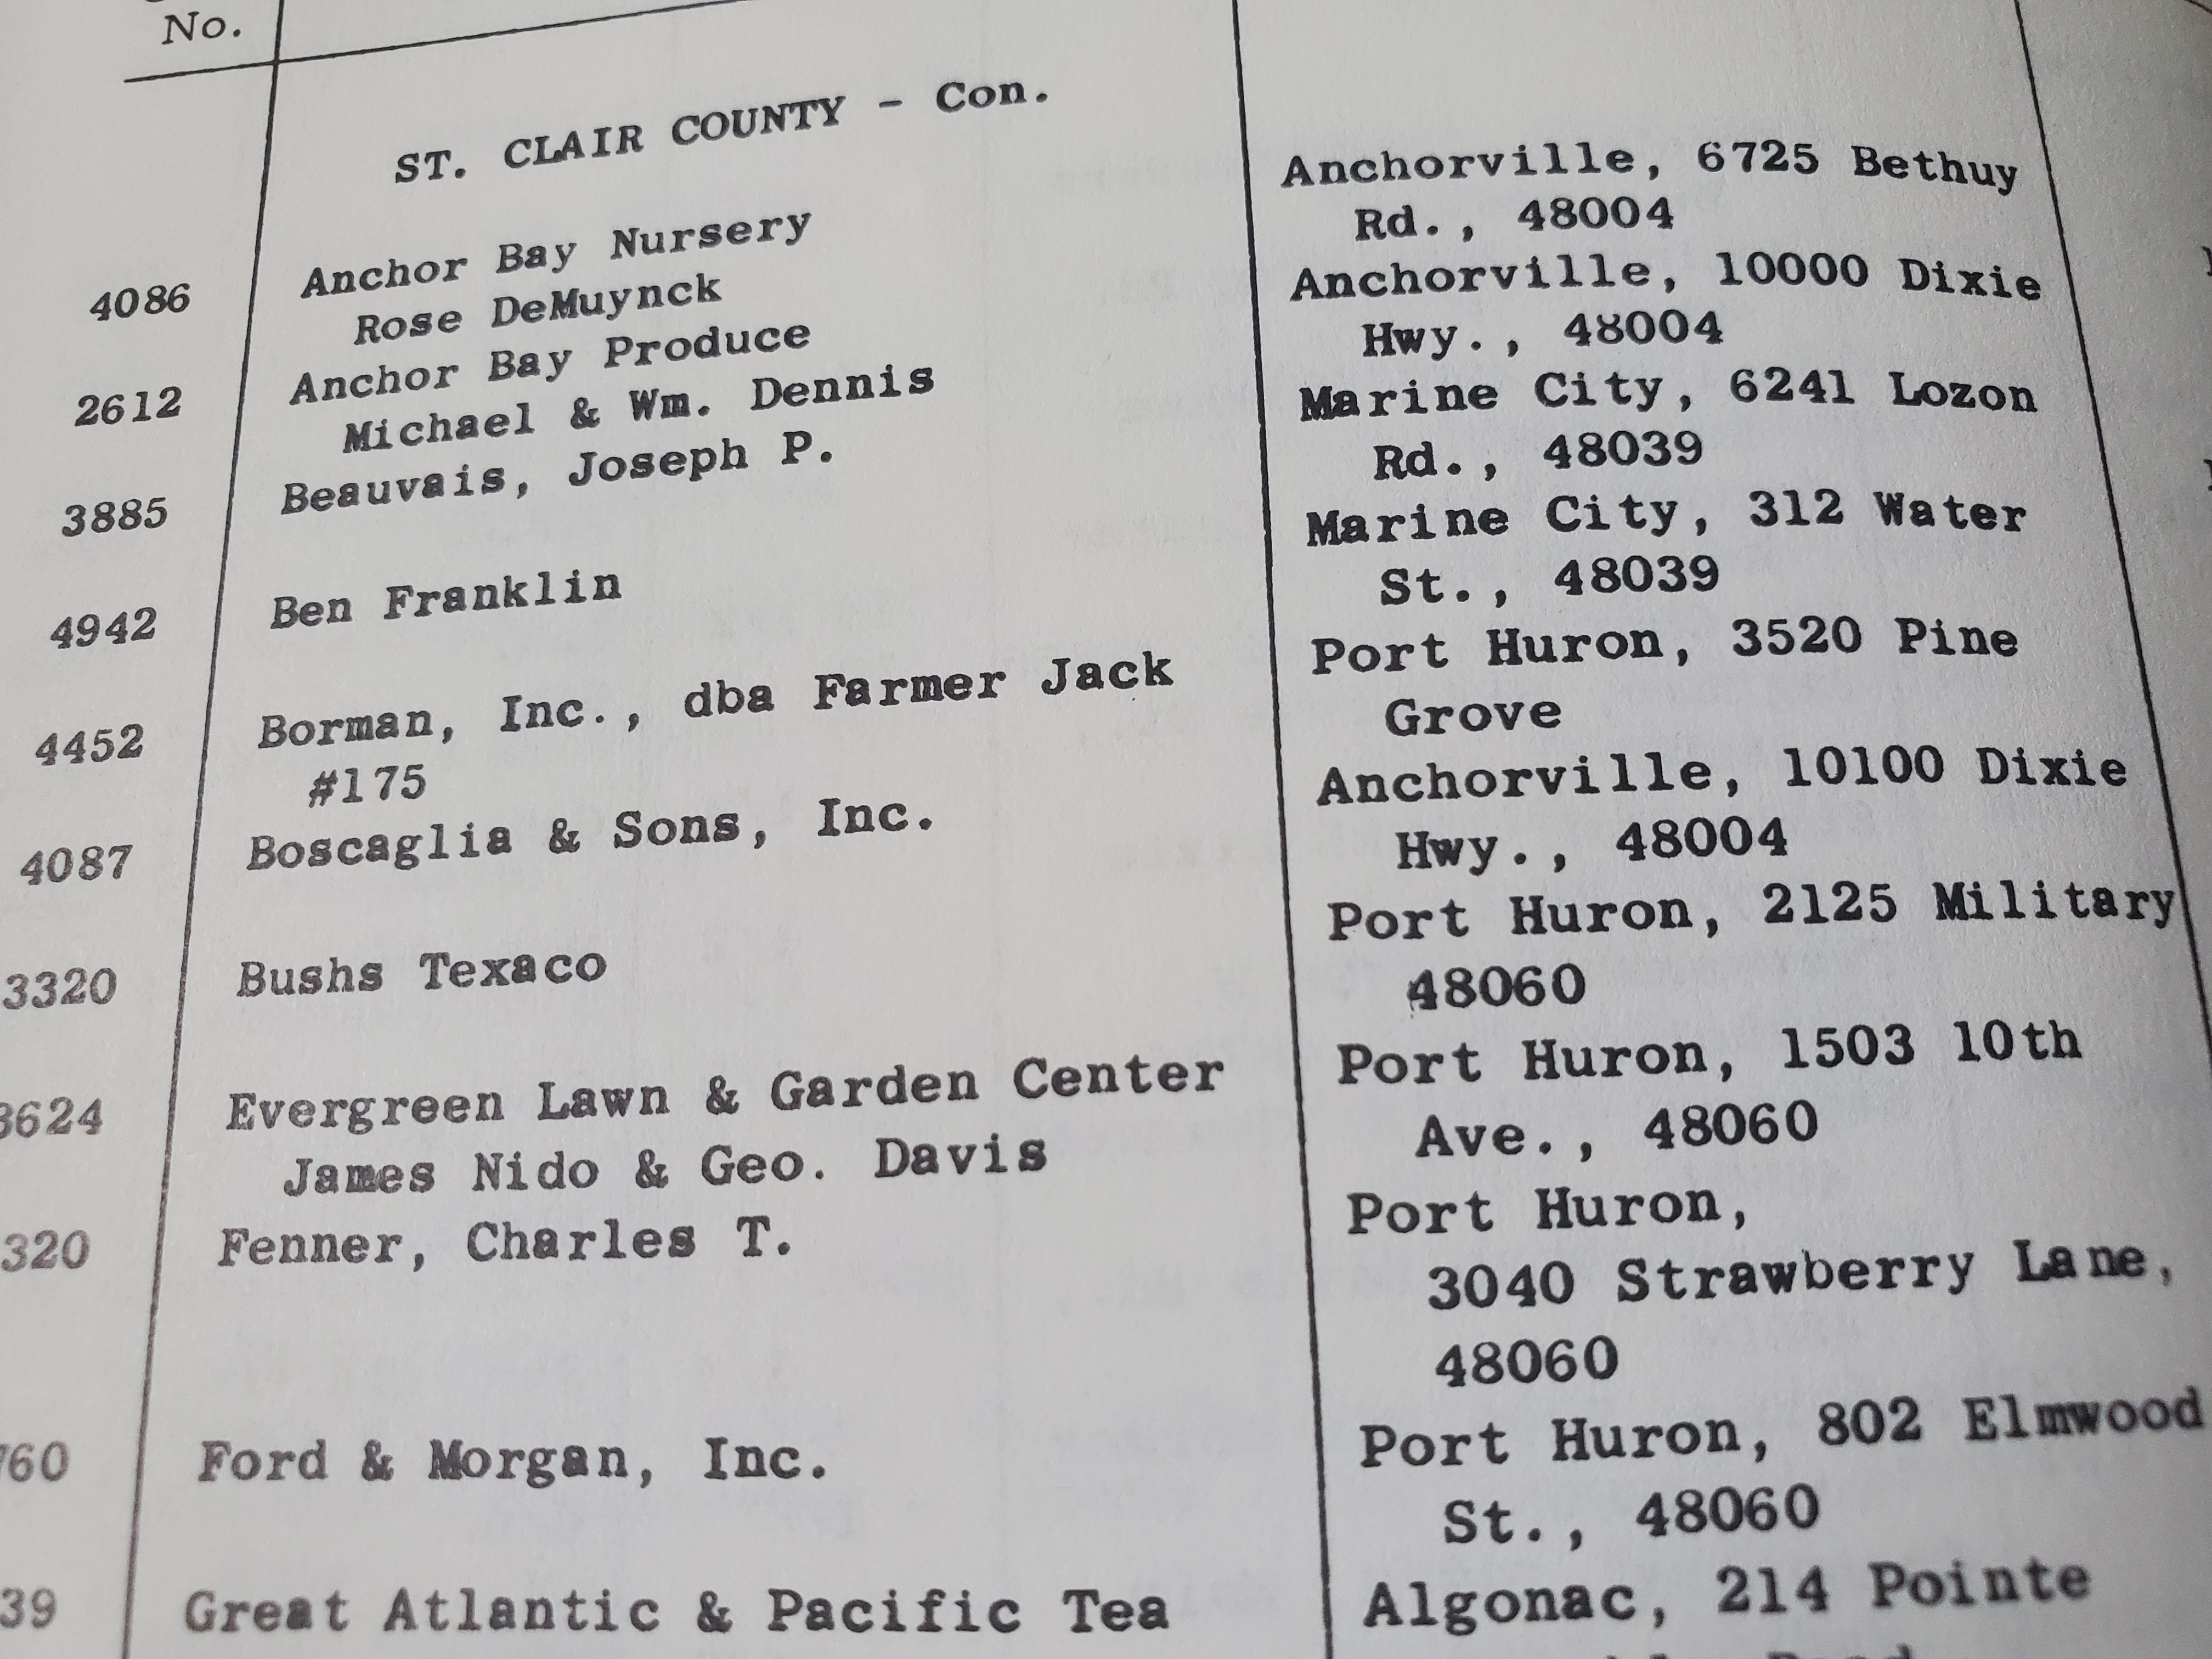 No.
ST. CLAIR COUNTY - Con.
4086 Anchor Bay Nursery Anchorville, 6725 Bethuy
Rose DeMuynck Rd., 48004
2612 Anchor Bay Produce Anchorville, 10000 Dixie
Michael & Wm. Dennis Hwy., 48004
3885 Beauvais, Joseph P. Marine City, 6241 Lozon
Rd., 48039
4942 Ben Franklin Marine City, 312 Water
St., 48039
4452 Borman, Inc., dba Farmer Jack Port Huron, 3520 Pine
#175 Grove
4087 Boscaglia & Sons, Inc. Anchorville, 10100 Dixie
Hwy., 48004
3320 Bushs Texaco Port Huron, 2125 Military
48060
3624 Evergreen Lawn & Garden Center Port Huron, 1503 10th
James Nido & Geo. Davis Ave., 48060
320 Fenner, Charles T. Port Huron,
3040 Strawberry Lane,
48060
760 Ford & Morgan, Inc. Port Huron, 802 Elmwood
St., 48060
39 Great Atlantic & Pacific Tea Algonac, 214 Pointe